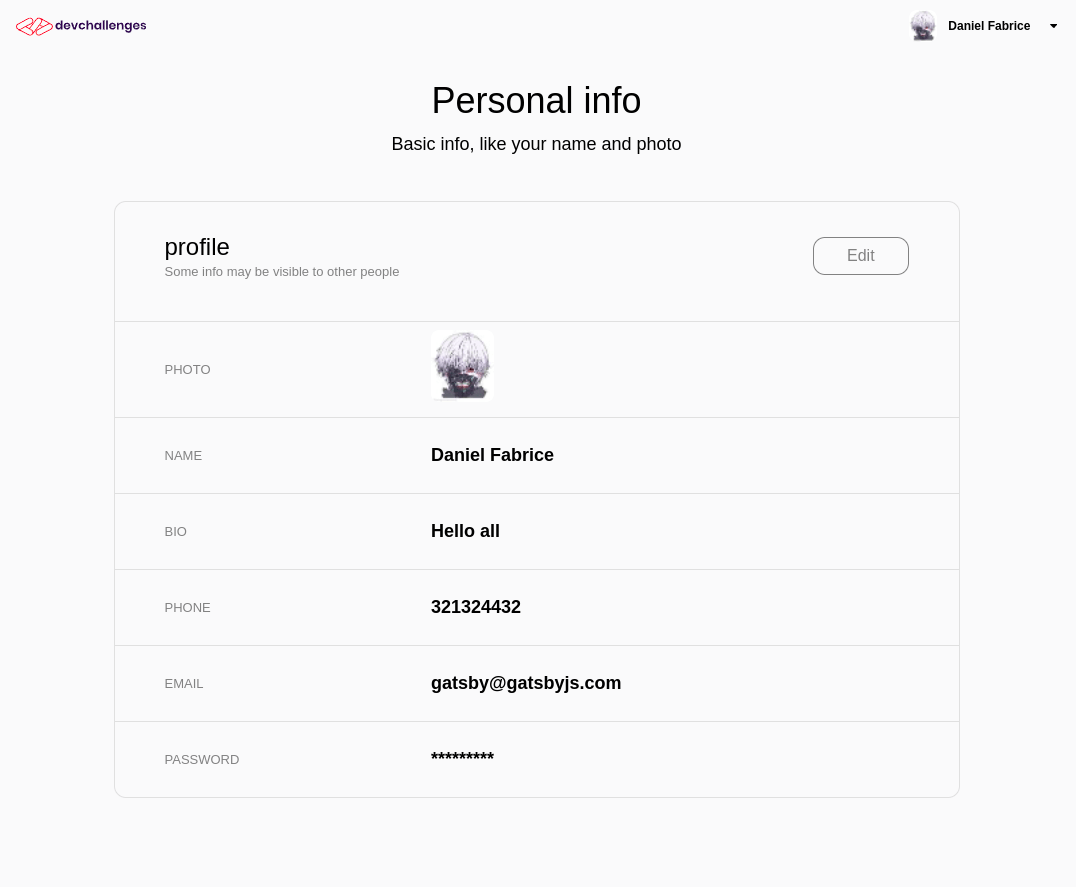 devchallenges
Daniel Fabrice
Personal info
Basic info, like your name and photo
profile
Some info may be visible to other people
Edit
PHOTO
NAME
Daniel Fabrice
BIO
Hello all
PHONE
321324432
EMAIL
gatsby@gatsbyjs.com
PASSWORD
*********